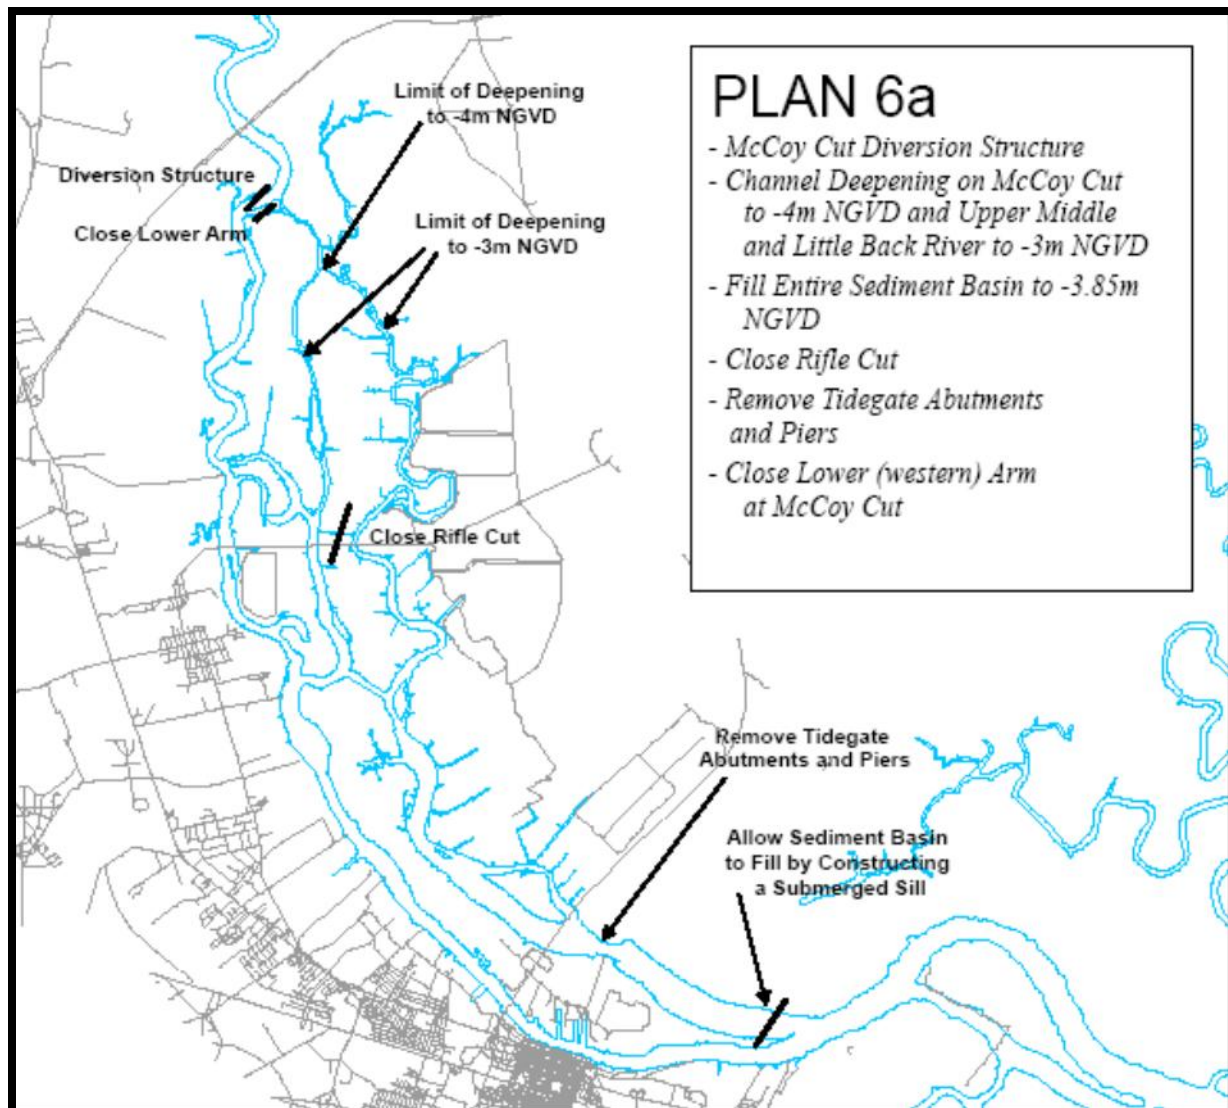 PLAN 6a
- McCoy Cut Diversion Structure
- Channel Deepening on McCoy Cut
to -4m NGVD and Upper Middle
and Little Back River to -3m NGVD
- Fill Entire Sediment Basin to -3.85m
NGVD
- Close Rifle Cut
- Remove Tidegate Abutments
and Piers
- Close Lower (western) Arm
at McCoy Cut
Limit of Deepening
to -4m NGVD
Diversion Structure
Close Lower Arm
Limit of Deepening
to -3m NGVD
Close Rifle Cut
Remove Tidegate
Abutments and Piers
Allow Sediment Basin
to Fill by Constructing
a Submerged Sill